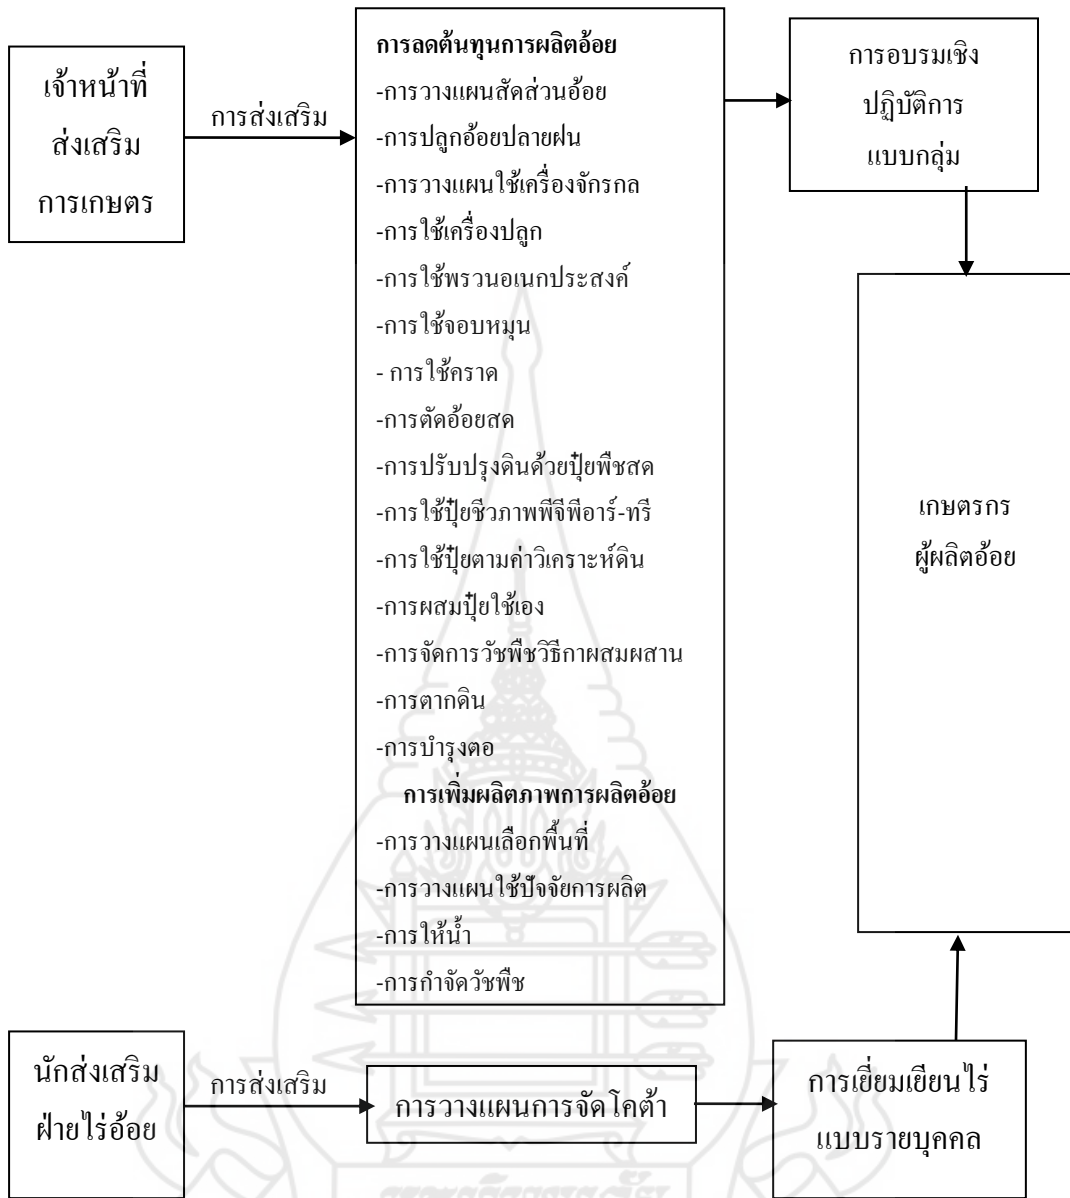 เจ้าหน้าที่
ส่งเสริม
การเกษตร
การส่งเสริม
การลดต้นทุนการผลิตอ้อย
-การวางแผนสัดส่วนอ้อย
-การปลูกอ้อยปลายฝน
-การวางแผนใช้เครื่องจักรกล
-การใช้เครื่องปลูก
-การใช้พรวนอเนกประสงค์
-การใช้จอบหมุน
- การใช้คราด
-การตัดอ้อยสด
-การปรับปรุงดินด้วยปุ๋ยพืชสด
-การใช้ปุ๋ยชีวภาพพีจีพีอาร์-ทรี
-การใช้ปุ๋ยตามค่าวิเคราะห์ดิน
-การผสมปุ๋ยใช้เอง
-การจัดการวัชพืชวิธีกาผสมผสาน
-การตากดิน
-การบำรุงตอ
การเพิ่มผลิตภาพการผลิตอ้อย
-การวางแผนเลือกพื้นที่
-การวางแผนใช้ปัจจัยการผลิต
-การให้น้ำ
-การกำจัดวัชพืช
การอบรมเชิง
ปฏิบัติการ
แบบกลุ่ม
เกษตรกร
ผู้ผลิตอ้อย
นักส่งเสริม
ฝ่ายไร่อ้อย
การส่งเสริม
การวางแผนการจัดโคต้า
การเยี่ยมเยียนไร่
แบบรายบุคคล